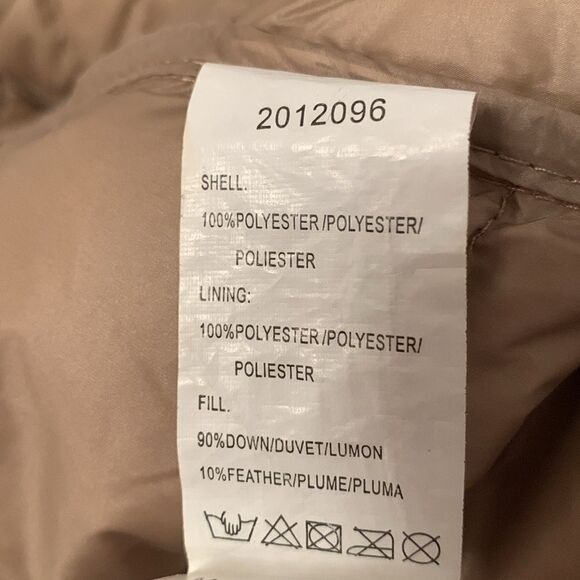 2012096
SHELL:
100%POLYESTER/POLYESTER/
POLIESTER
LINING:
100%POLYESTER/POLYESTER/
POLIESTER
FILL.
90%DOWN/DUVET/LUMON
10%FEATHER/PLUME/PLUMA